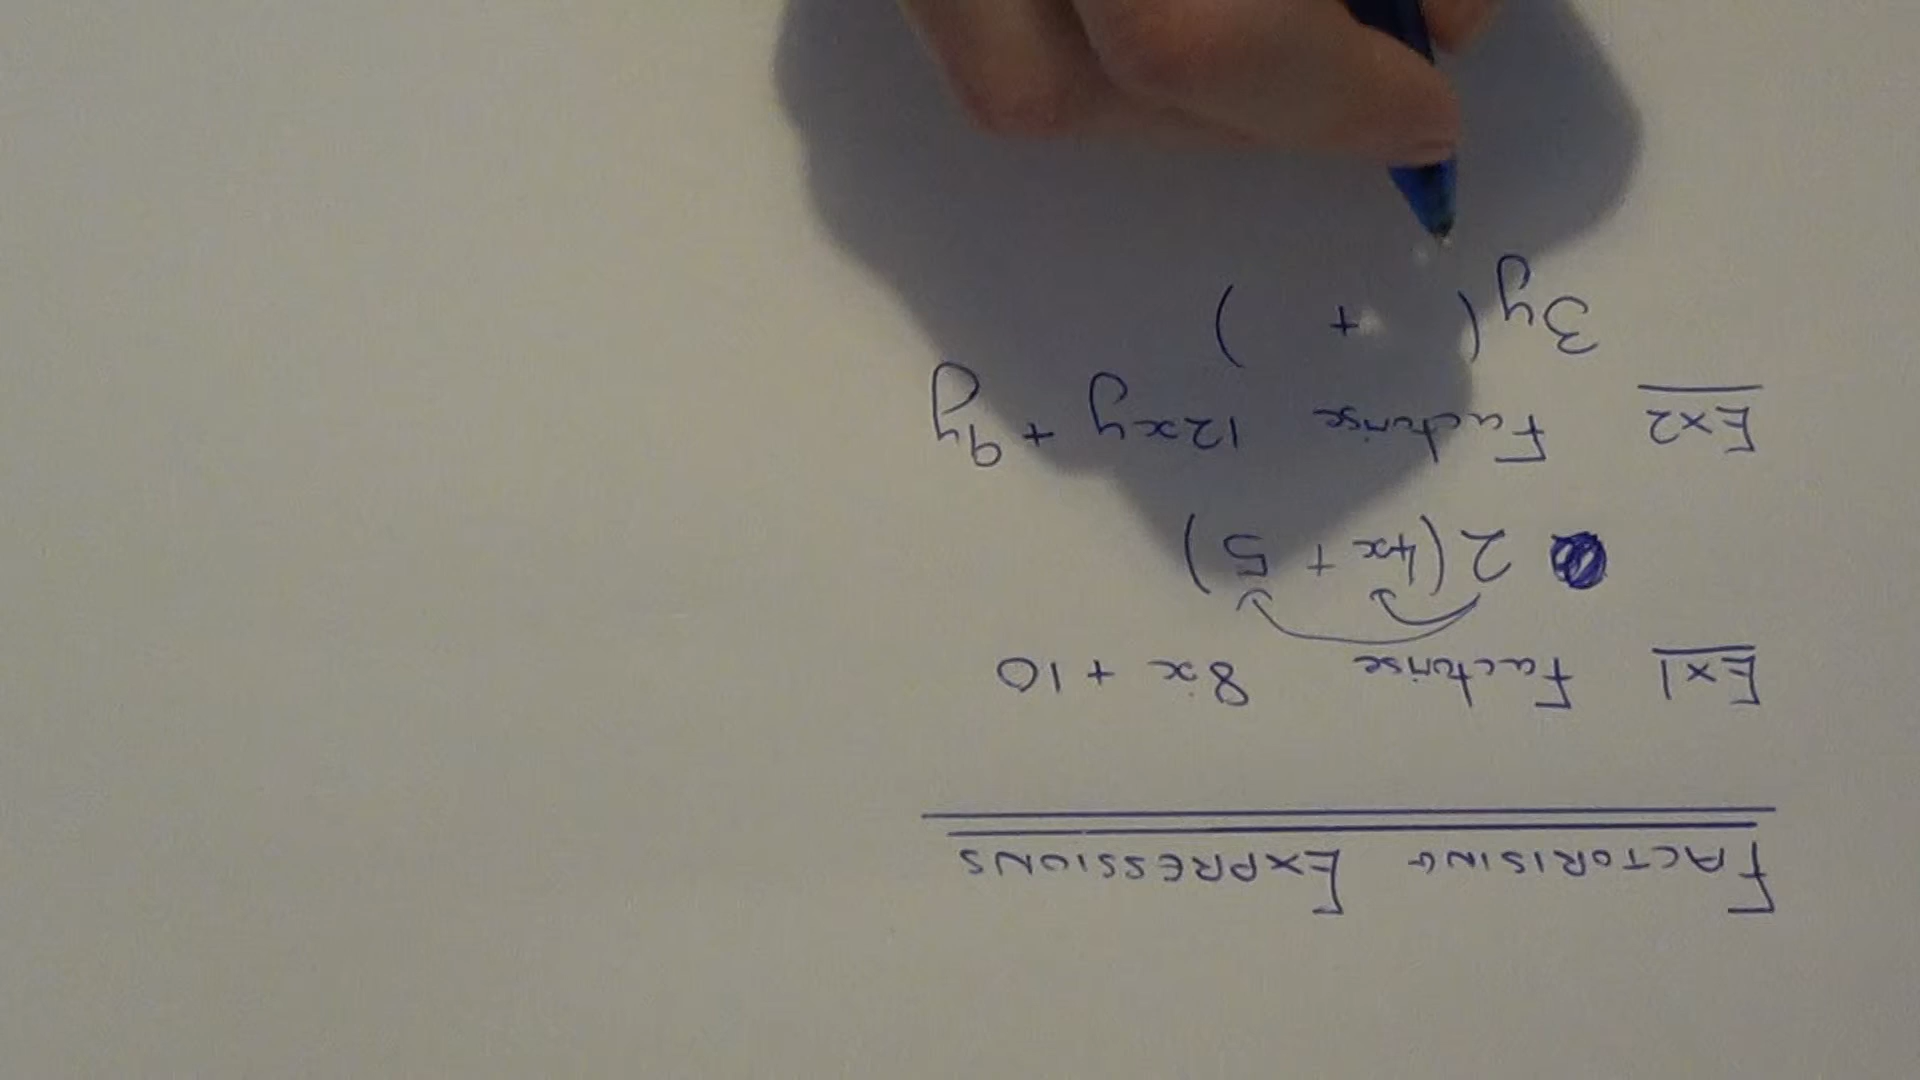 FACTORISING EXPRESSIONS
Ex1 Factorise 8x + 10
2(4x + 5)
Ex2 Factorise 12xy + 9y
3y( + )